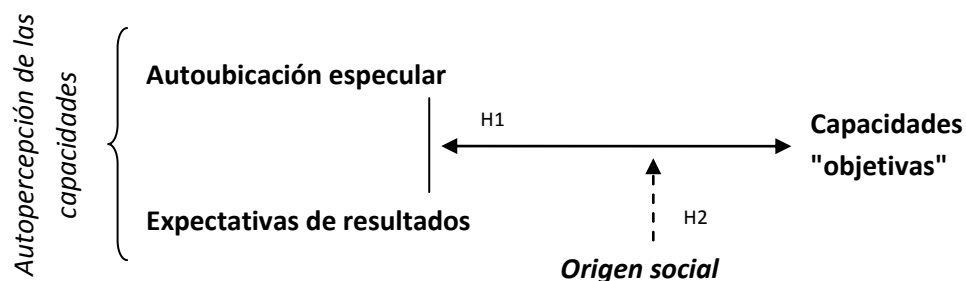 Autopercepción de las
capacidades
Autoubicación especular
H1
Capacidades
"objetivas"
Expectativas de resultados
H2
Origen social